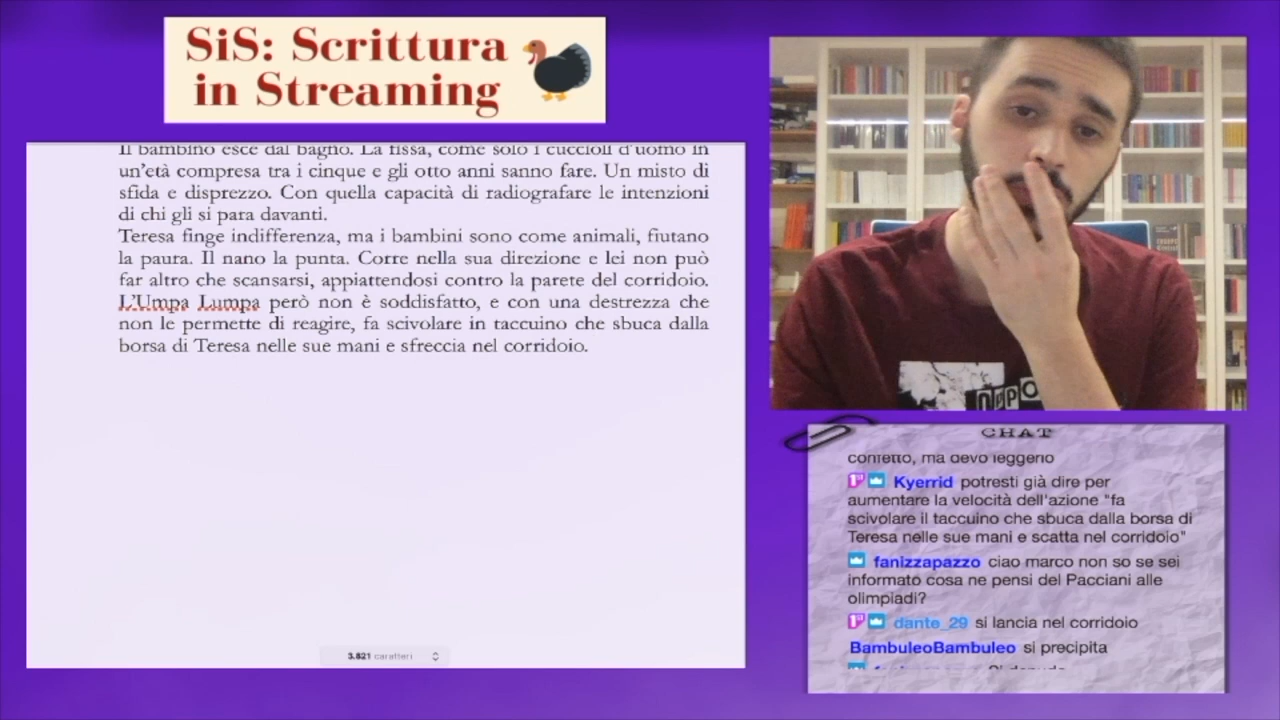 SiS: Scrittura
in Streaming
Il bambino esce dal bagno. La fissa, come solo i cuccioli d'uomo in
un'età compresa tra i cinque e gli otto anni sanno fare. Un misto di
sfida e disprezzo. Con quella capacità di radiografare le intenzioni
di chi gli si para davanti.
Teresa finge indifferenza, ma i bambini sono come animali, fiutano
la paura. Il nano la punta. Corre nella sua direzione e lei non può
far altro che scansarsi, appiattendosi contro la parete del corridoio.
L'Umpa Lumpa però non è soddisfatto, e con una destrezza che
non le permette di reagire, fa scivolare in taccuino che sbuca dalla
borsa di Teresa nelle sue mani e sfreccia nel corridoio.
3.821 caratteri
CHAT
confetto, ma devo leggerlo
Kyerrid potresti già dire per
aumentare la velocità dell'azione "fa
scivolare il taccuino che sbuca dalla borsa di
Teresa nelle sue mani e scatta nel corridoio"
fanizzapazzo ciao marco non so se sei
informato cosa ne pensi del Pacciani alle
olimpiadi?
dante_29 si lancia nel corridoio
BambuleoBambuleo si precipita